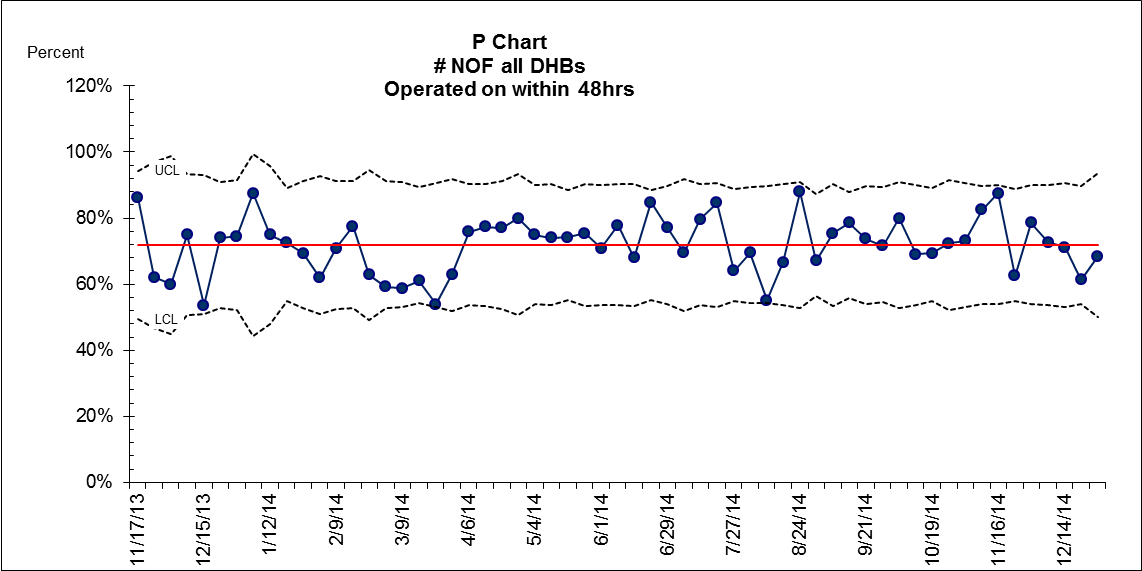 Percent
P Chart
# NOF all DHBs
Operated on within 48hrs
120%
100%
UCL
80%
60%
LCL
40%
20%
0%
11/17/13 12/15/13 1/12/14 2/9/14 3/9/14 4/6/14 5/4/14 6/1/14 6/29/14 7/27/14 8/24/14 9/21/14 10/19/14 11/16/14 12/14/14